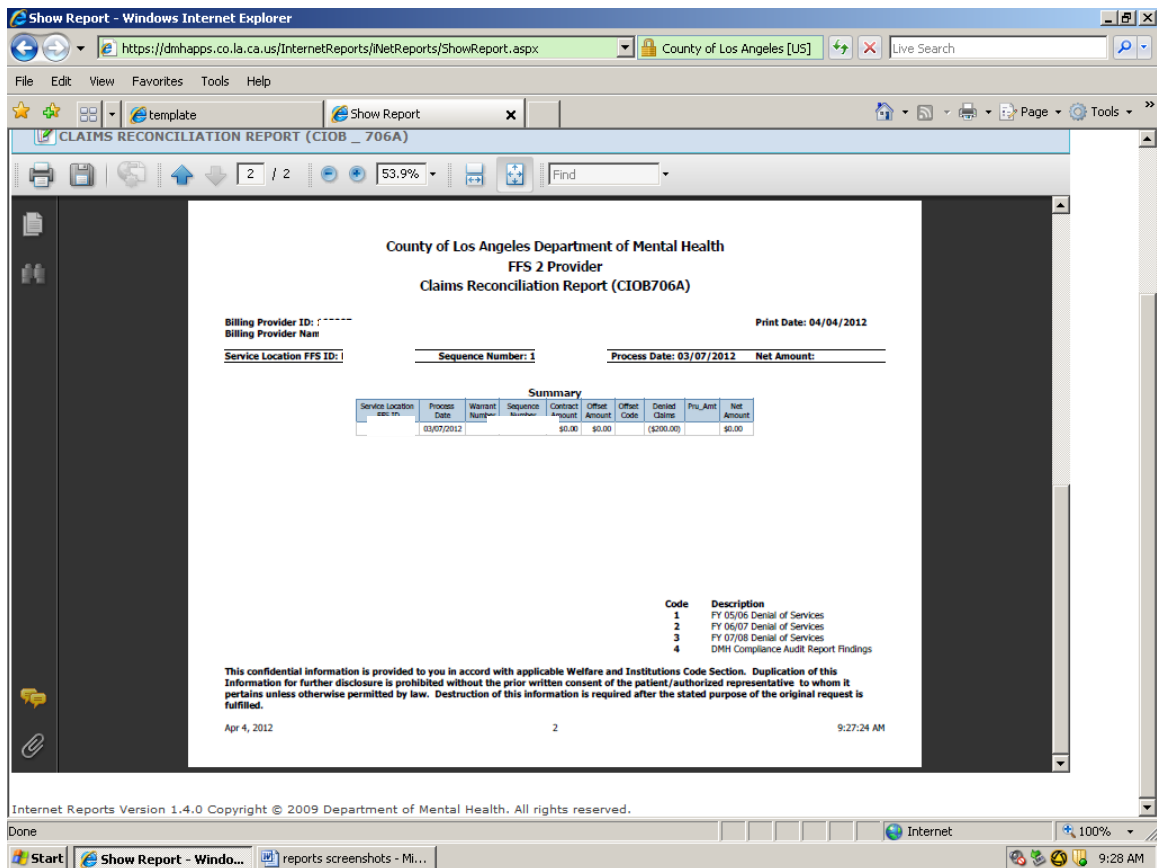 Show Report - Windows Internet Explorer
https://dmhapps.co.la.ca.us/InternetReports/iNetReports/ShowReport.aspx County of Los Angeles [US] Live Search
File Edit View Favorites Tools Help
template Show Report Page Tools
CLAIMS RECONCILIATION REPORT (CIOB _ 706A)
2 / 2 53.9% Find
County of Los Angeles Department of Mental Health
FFS 2 Provider
Claims Reconciliation Report (CIOB706A)
Billing Provider ID: Print Date: 04/04/2012
Billing Provider Nam
Service Location FFS ID: Sequence Number: 1 Process Date: 03/07/2012 Net Amount:
Summary
Service Location Process Warrant Sequence Contract Offset Offset Denied Pru_Amt Net
FFS ID Date Number Number Amount Amount Code Claims Amount
03/07/2012 $0.00 $0.00 ($200.00) $0.00
Code Description
1 FY 05/06 Denial of Services
2 FY 06/07 Denial of Services
3 FY 07/08 Denial of Services
4 DMH Compliance Audit Report Findings
This confidential information is provided to you in accord with applicable Welfare and Institutions Code Section. Duplication of this
Information for further disclosure is prohibited without the prior written consent of the patient/authorized representative to whom it
pertains unless otherwise permitted by law. Destruction of this information is required after the stated purpose of the original request is
fulfilled.
Apr 4, 2012 2 9:27:24 AM
Internet Reports Version 1.4.0 Copyright © 2009 Department of Mental Health. All rights reserved.
Done Internet 100%
Start Show Report - Windo... reports screenshots - Mi... 9:28 AM